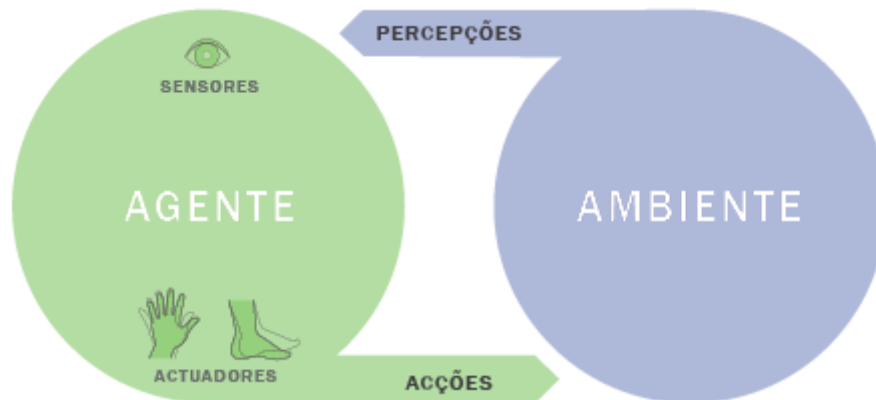 PERCEPÇÕES
SENSORES
AGENTE
AMBIENTE
ACTUADORES
ACÇÕES